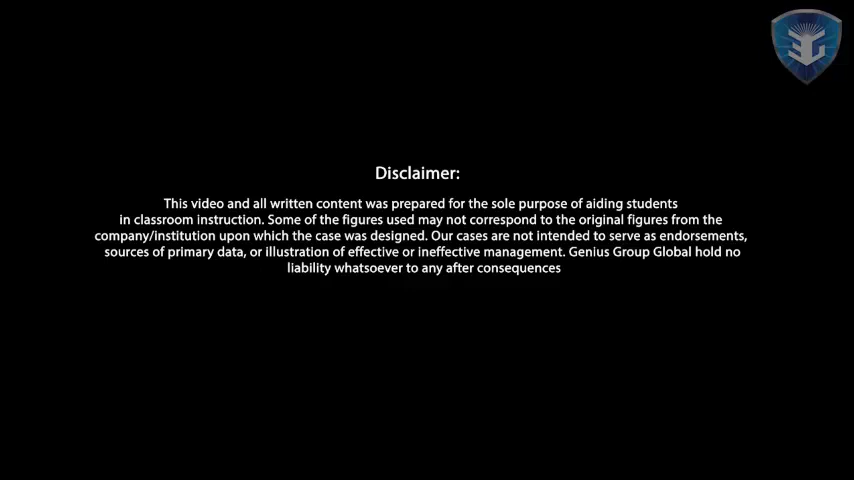 Disclaimer:
This video and all written content was prepared for the sole purpose of aiding students
in classroom instruction. Some of the figures used may not correspond to the original figures from the
company/institution upon which the case was designed. Our cases are not intended to serve as endorsements,
sources of primary data, or illustration of effective or ineffective management. Genius Group Global hold no
liability whatsoever to any after consequences